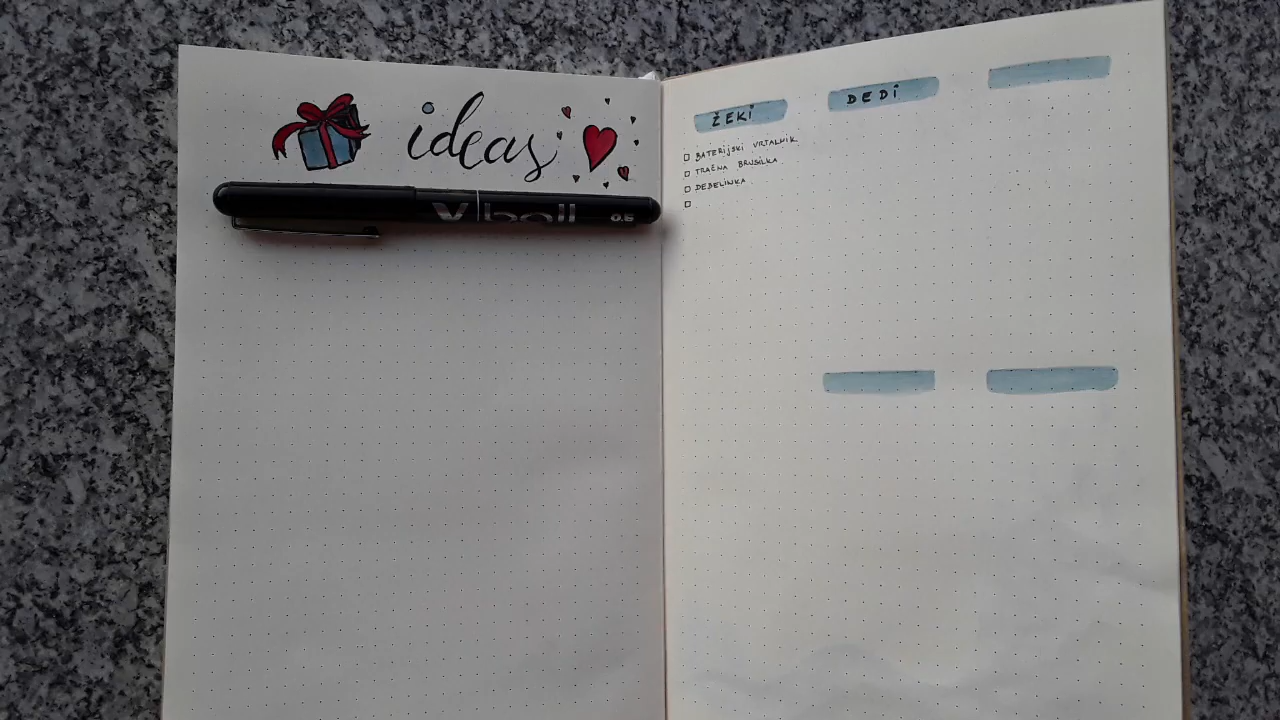 ideas
V ball 0.5
ŽEKI
BATERIJSKI VRTALNIK
TRAČNA BRUSILKA
DEBELINKA
DEDI